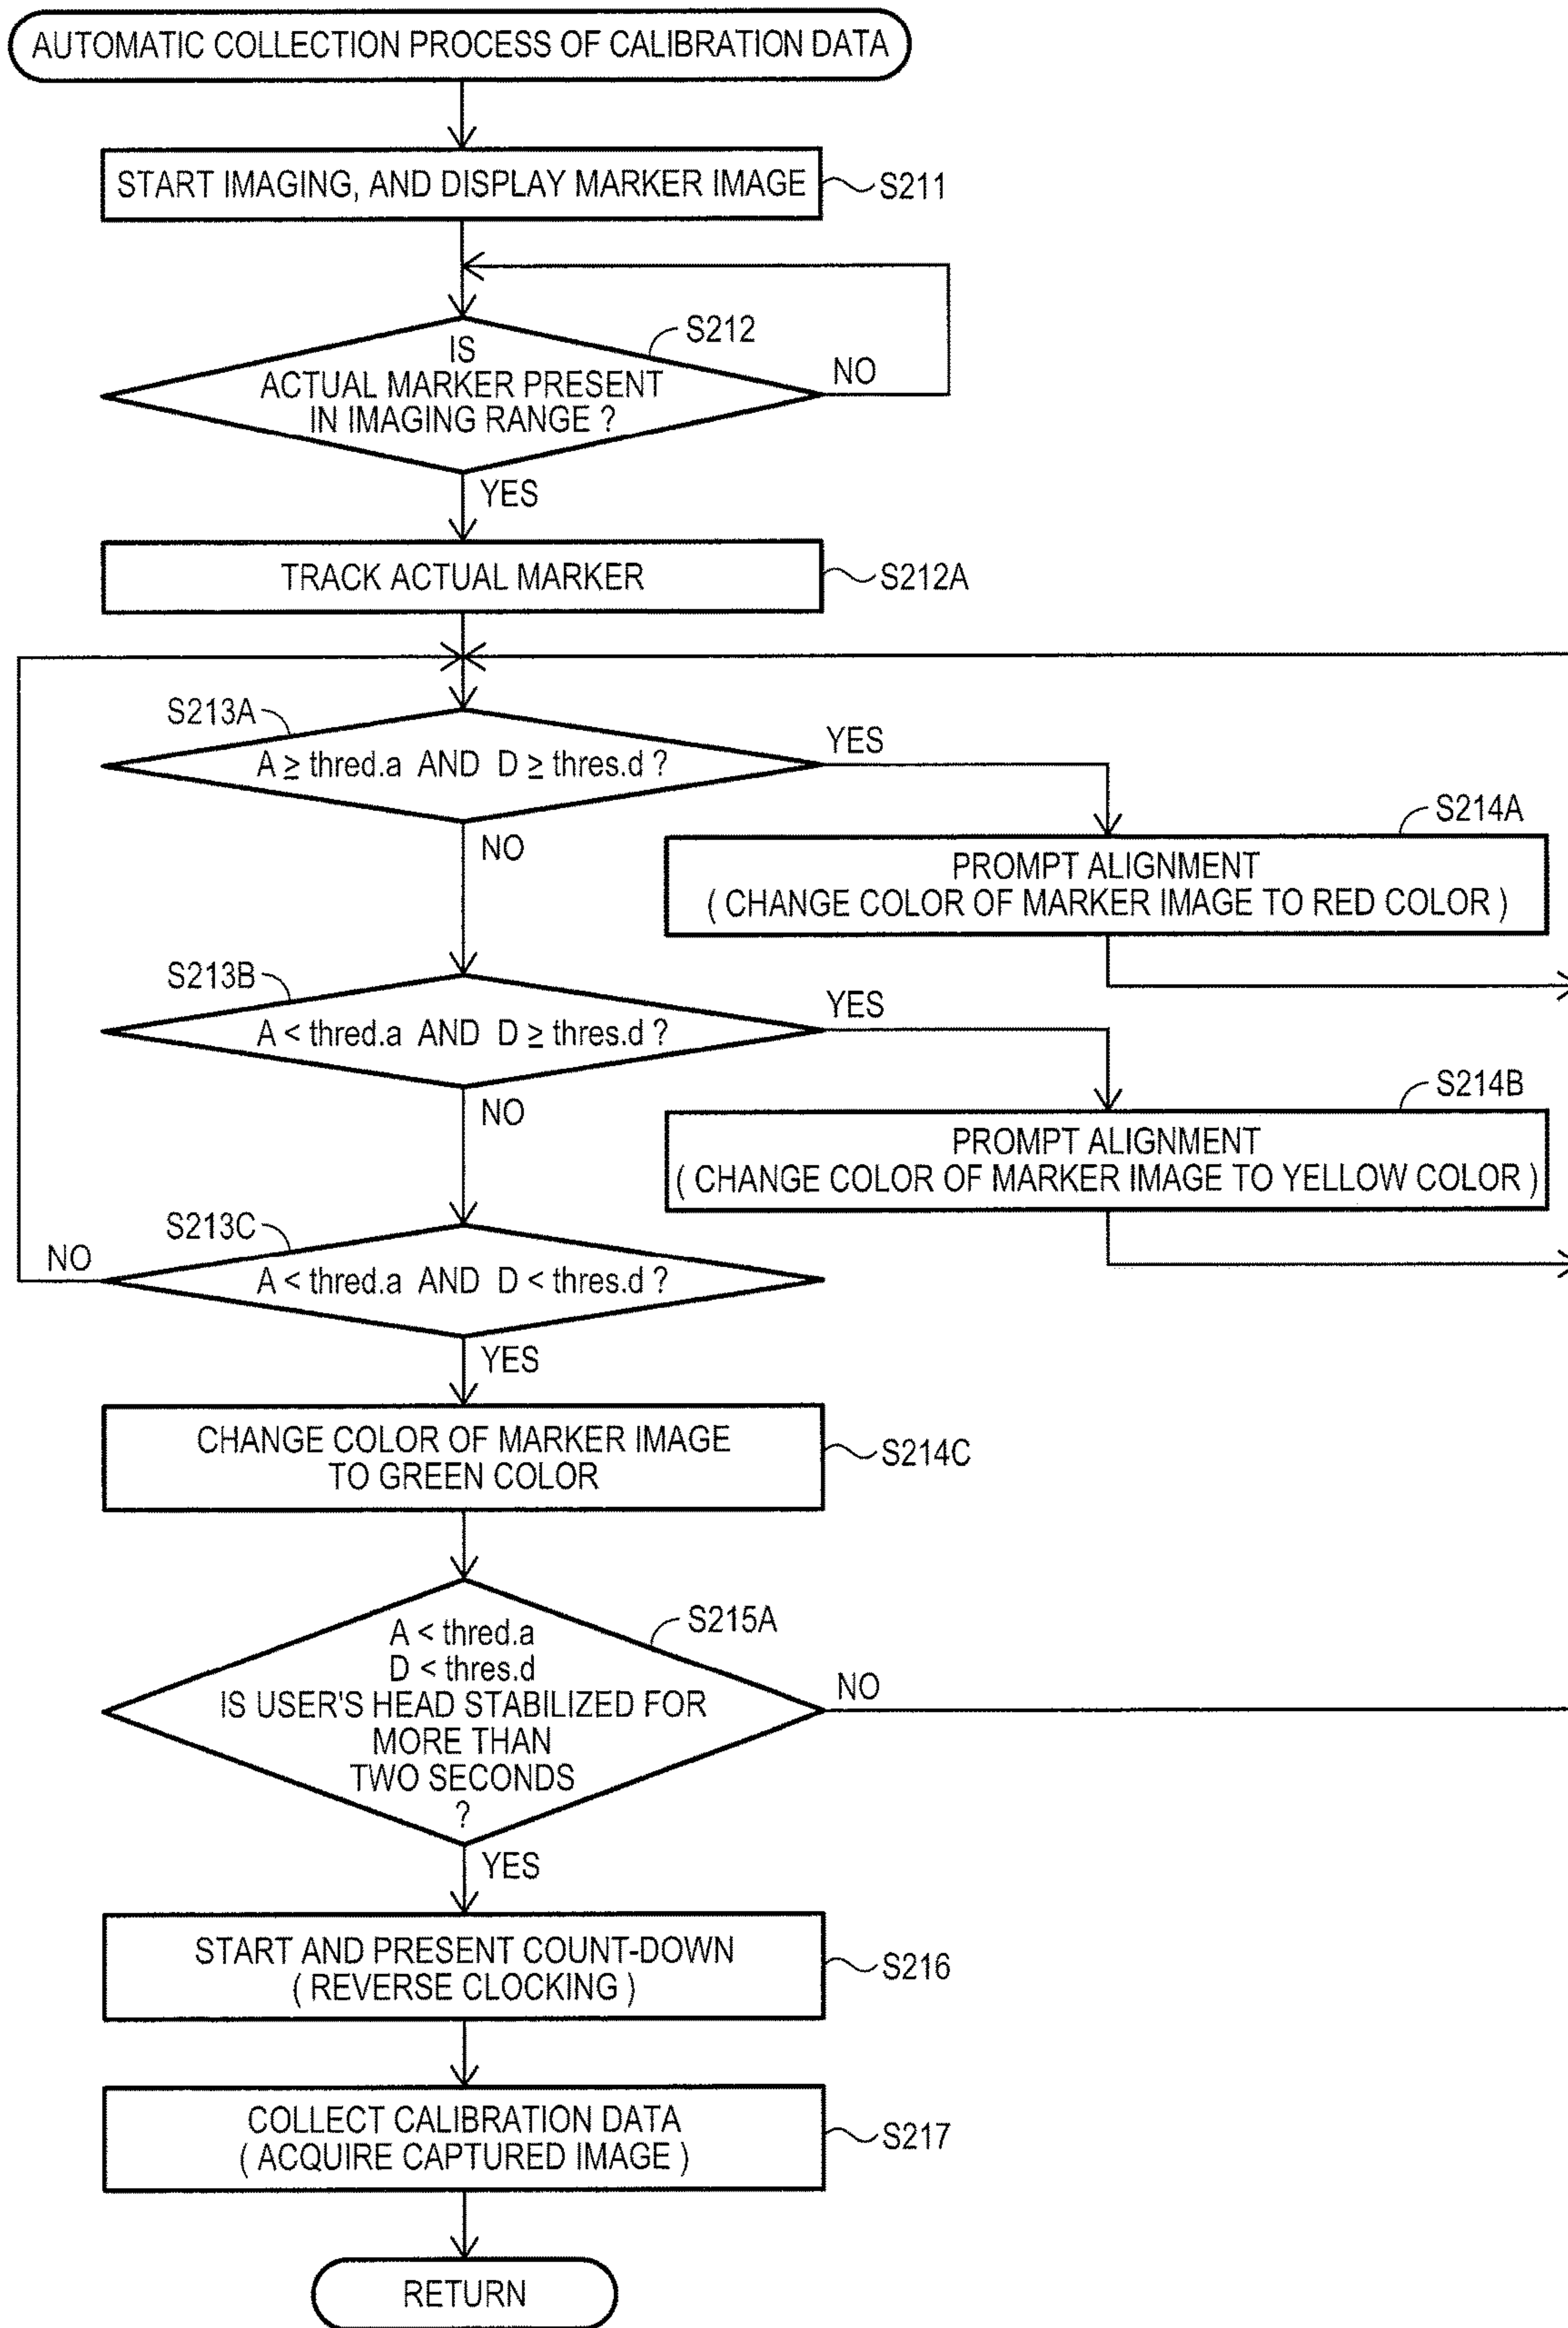 AUTOMATIC COLLECTION PROCESS OF CALIBRATION DATA
START IMAGING, AND DISPLAY MARKER IMAGE
S211
S212
IS
ACTUAL MARKER PRESENT
IN IMAGING RANGE ?
NO
YES
TRACK ACTUAL MARKER
S212A
S213A
A ≥ thred.a AND D ≥ thres.d ?
YES
NO
S214A
PROMPT ALIGNMENT
( CHANGE COLOR OF MARKER IMAGE TO RED COLOR )
S213B
A < thred.a AND D ≥ thres.d ?
YES
NO
S214B
PROMPT ALIGNMENT
( CHANGE COLOR OF MARKER IMAGE TO YELLOW COLOR )
S213C
NO
A < thred.a AND D < thres.d ?
YES
CHANGE COLOR OF MARKER IMAGE
TO GREEN COLOR
S214C
S215A
A < thred.a
D < thres.d
IS USER'S HEAD STABILIZED FOR
MORE THAN
TWO SECONDS
?
NO
YES
START AND PRESENT COUNT-DOWN
( REVERSE CLOCKING )
S216
COLLECT CALIBRATION DATA
( ACQUIRE CAPTURED IMAGE )
S217
RETURN